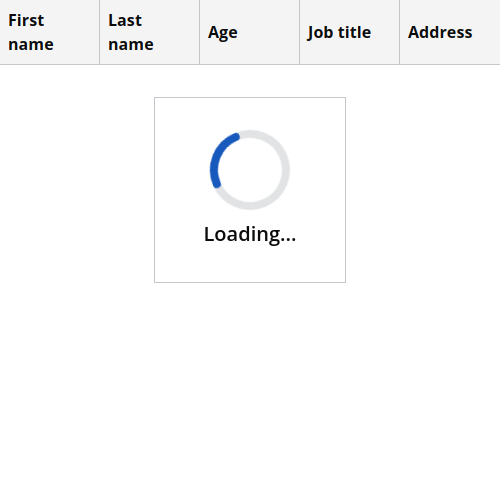 First
name
Last
name
Age
Job title
Address
Loading...